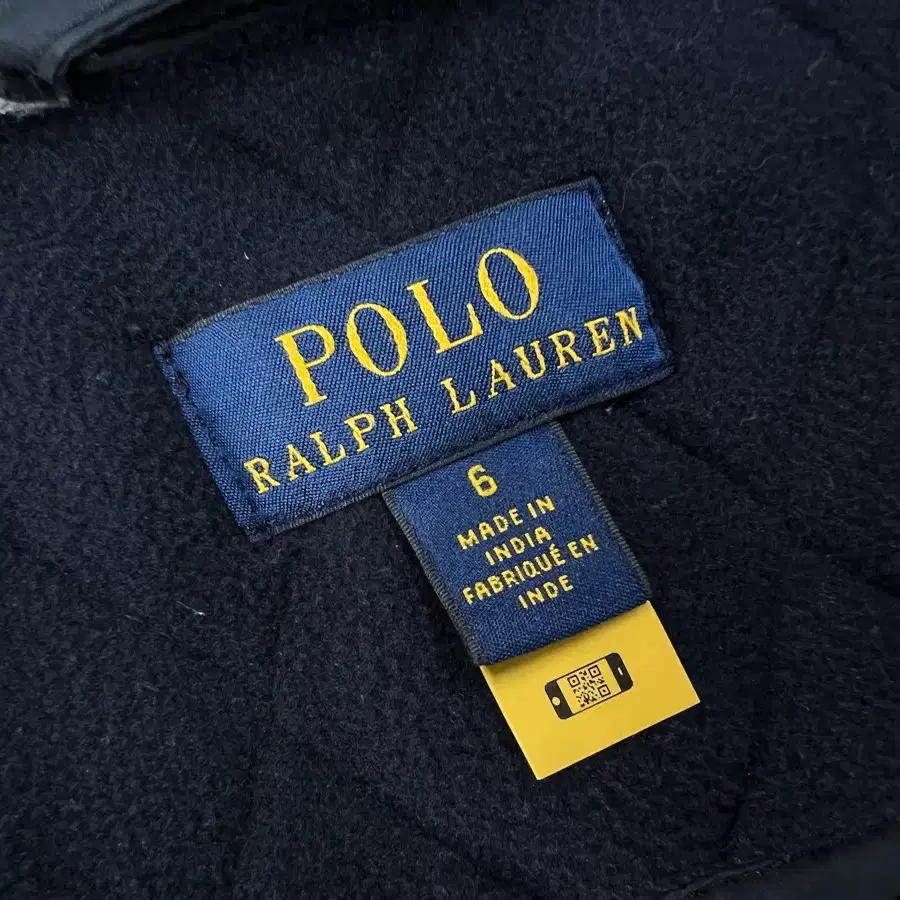 POLO
RALPH LAUREN
6
MADE IN
INDIA
FABRIQUÉ EN
INDE